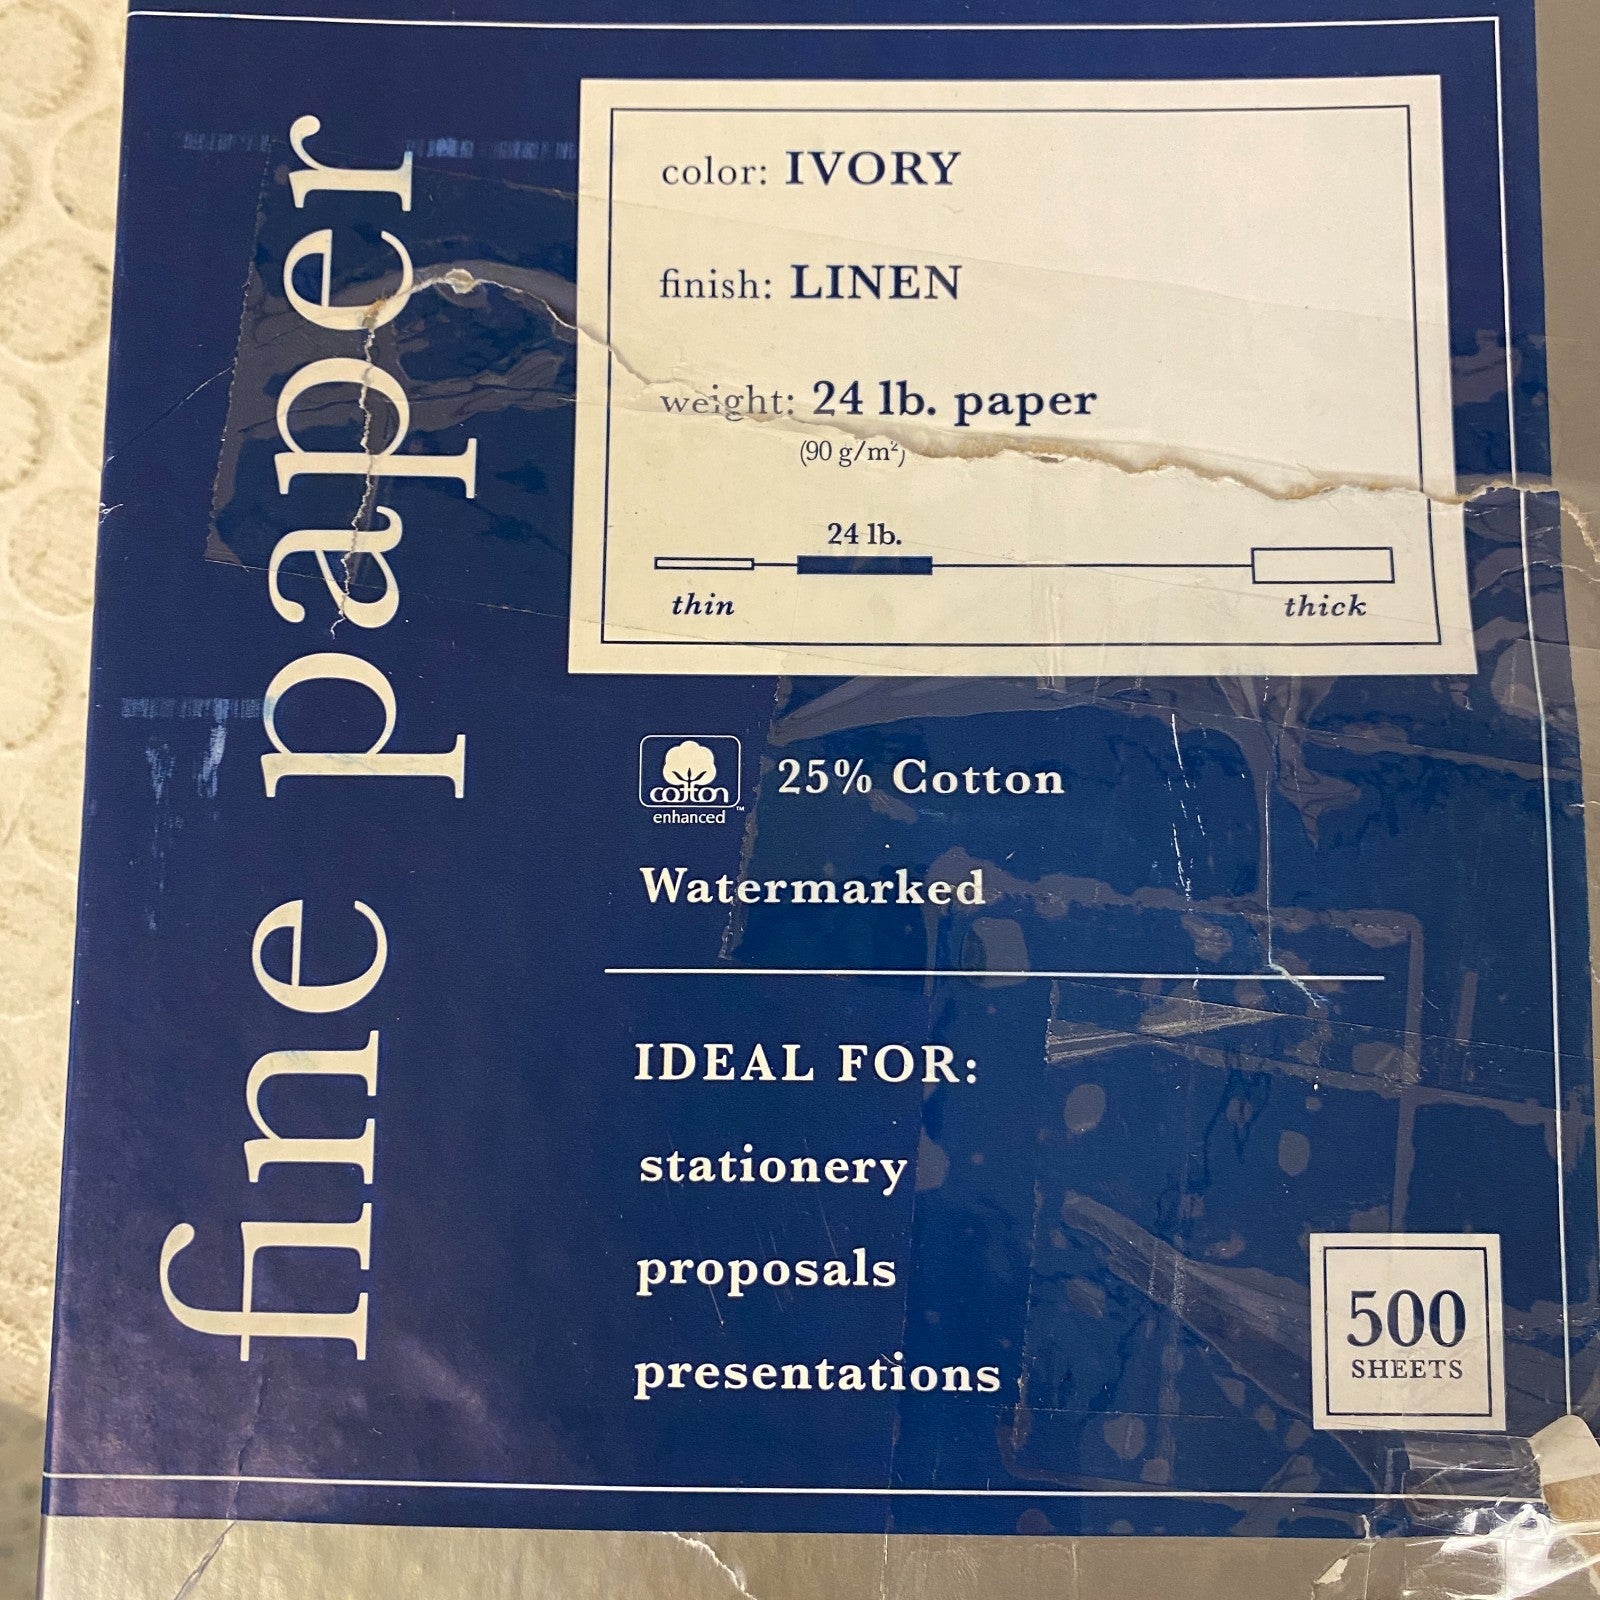 fine paper
color: IVORY
finish: LINEN
weight: 24 lb. paper
(90 g/m²)
24 lb.
thin
thick
cotton™
enhanced
25% Cotton
Watermarked
IDEAL FOR:
stationery
proposals
presentations
500
SHEETS